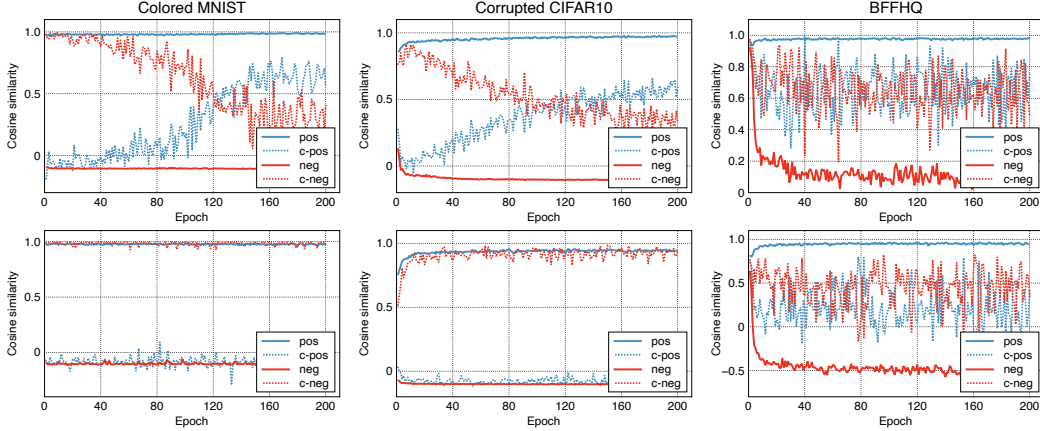 Colored MNIST
Cosine similarity
1.0
0.5
0
0 40 80 120 160 200
Epoch
pos
c-pos
neg
c-neg
Corrupted CIFAR10
Cosine similarity
1.0
0.5
0
0 40 80 120 160 200
Epoch
pos
c-pos
neg
c-neg
BFFHQ
Cosine similarity
1.0
0.8
0.6
0.4
0.2
0
0 40 80 120 160 200
Epoch
pos
c-pos
neg
c-neg
Cosine similarity
1.0
0.5
0
0 40 80 120 160 200
Epoch
pos
c-pos
neg
c-neg
Cosine similarity
1.0
0.5
0
0 40 80 120 160 200
Epoch
pos
c-pos
neg
c-neg
Cosine similarity
1.0
0.5
0
−0.5
0 40 80 120 160 200
Epoch
pos
c-pos
neg
c-neg